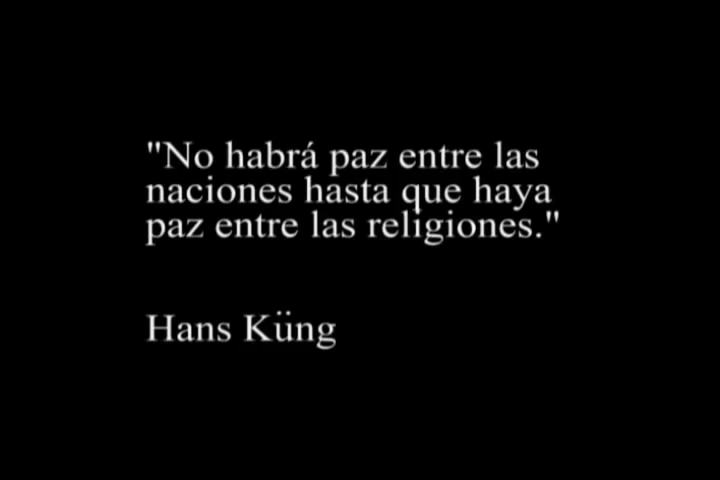 "No habrá paz entre las
naciones hasta que haya
paz entre las religiones."
Hans Küng